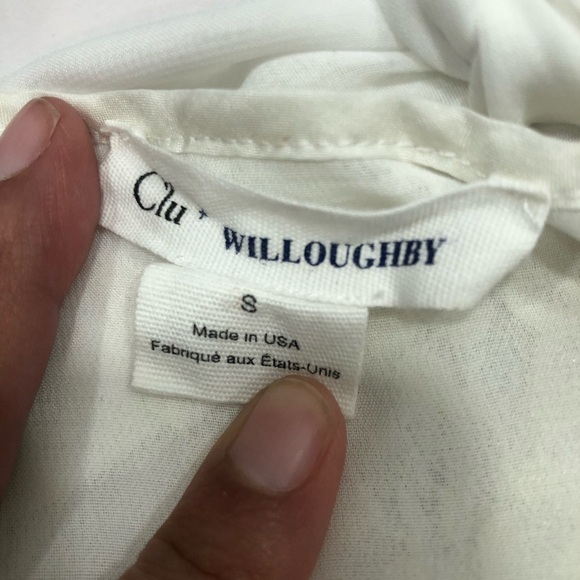 Clu + WILLOUGHBY
S
Made in USA
Fabriqué aux États-Unis